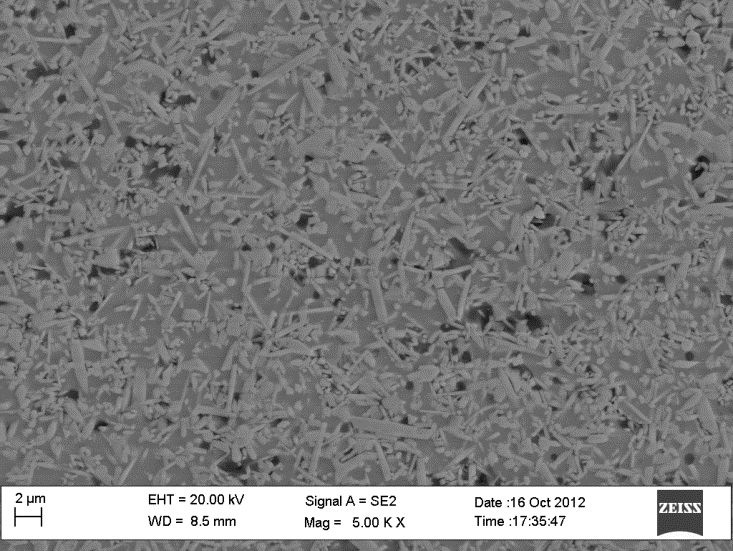 2 µm
EHT = 20.00 kV
Signal A = SE2
Date :16 Oct 2012
WD = 8.5 mm
Mag = 5.00 K X
Time :17:35:47
ZEISS